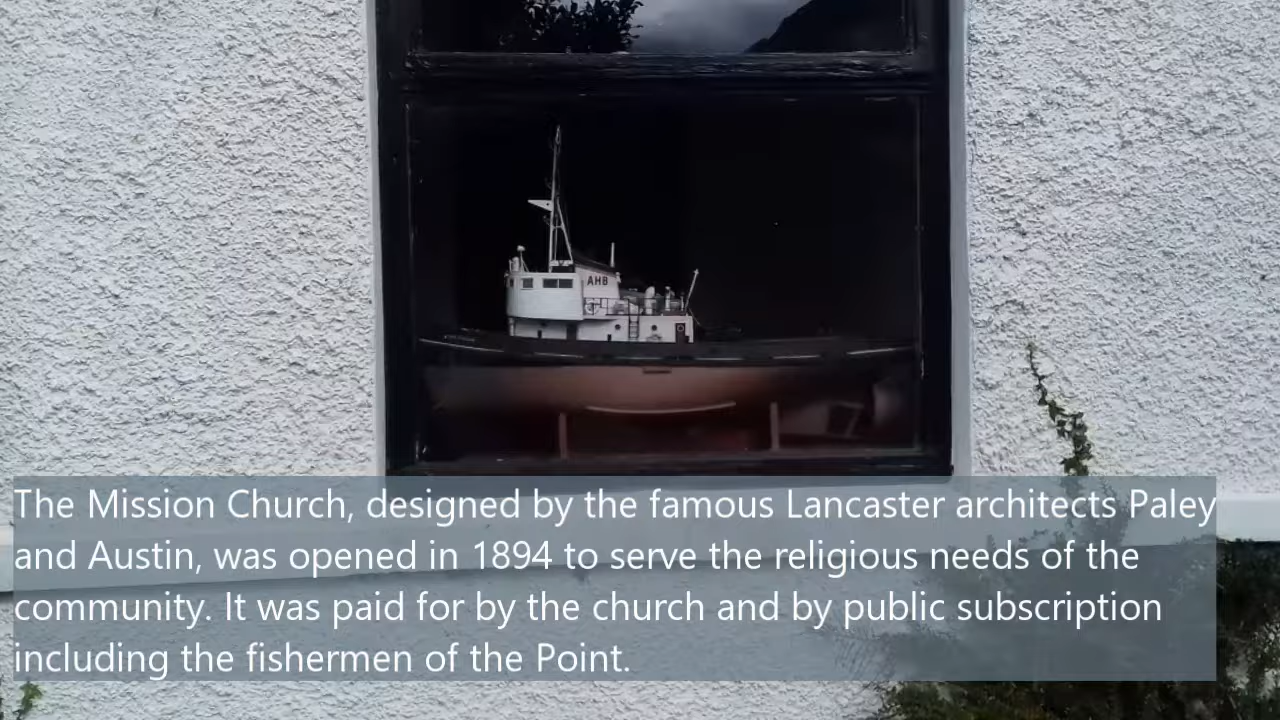 AHB
The Mission Church, designed by the famous Lancaster architects Paley
and Austin, was opened in 1894 to serve the religious needs of the
community. It was paid for by the church and by public subscription
including the fishermen of the Point.